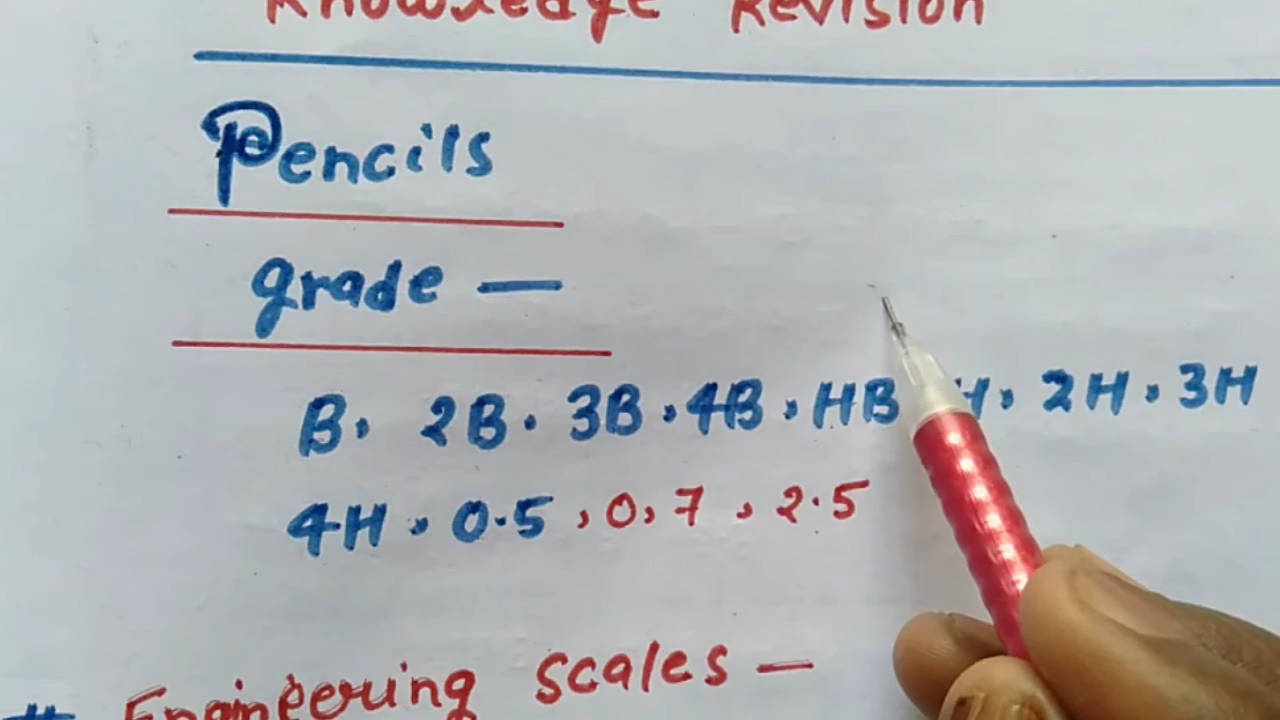 Knowledge Revision
Pencils
grade —
B, 2B. 3B, 4B, HB H, 2H, 3H
4H, 0.5, 0,7, 2.5
# Engineering scales —